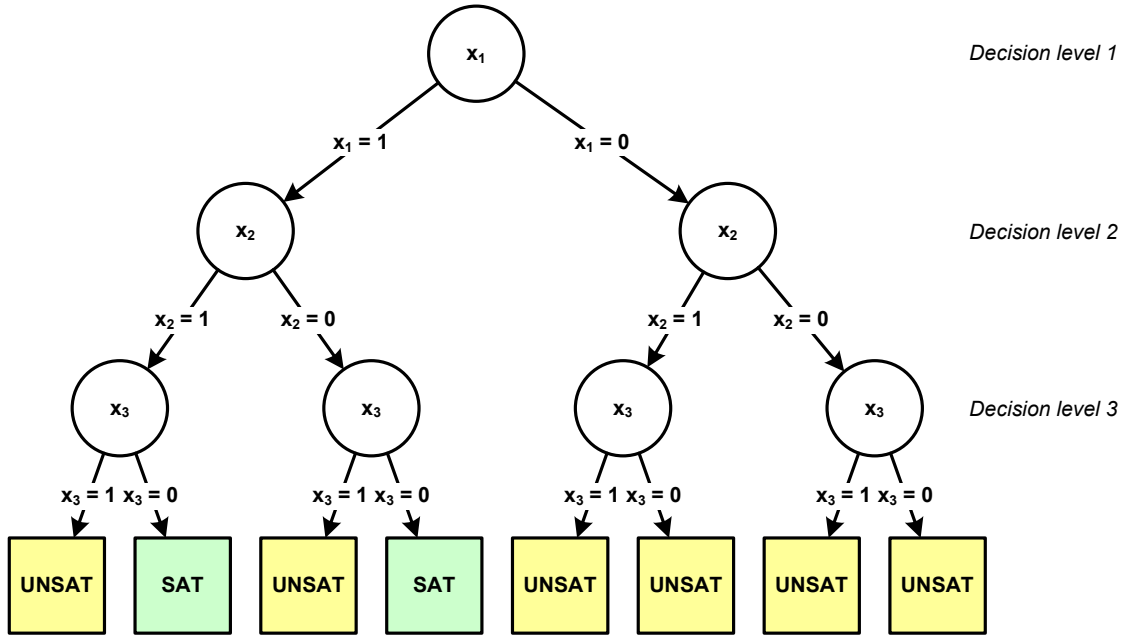 x₁
Decision level 1
x₁ = 1
x₁ = 0
x₂
x₂
Decision level 2
x₂ = 1
x₂ = 0
x₂ = 1
x₂ = 0
x₃
x₃
x₃
x₃
Decision level 3
x₃ = 1
x₃ = 0
x₃ = 1
x₃ = 0
x₃ = 1
x₃ = 0
x₃ = 1
x₃ = 0
UNSAT
SAT
UNSAT
SAT
UNSAT
UNSAT
UNSAT
UNSAT